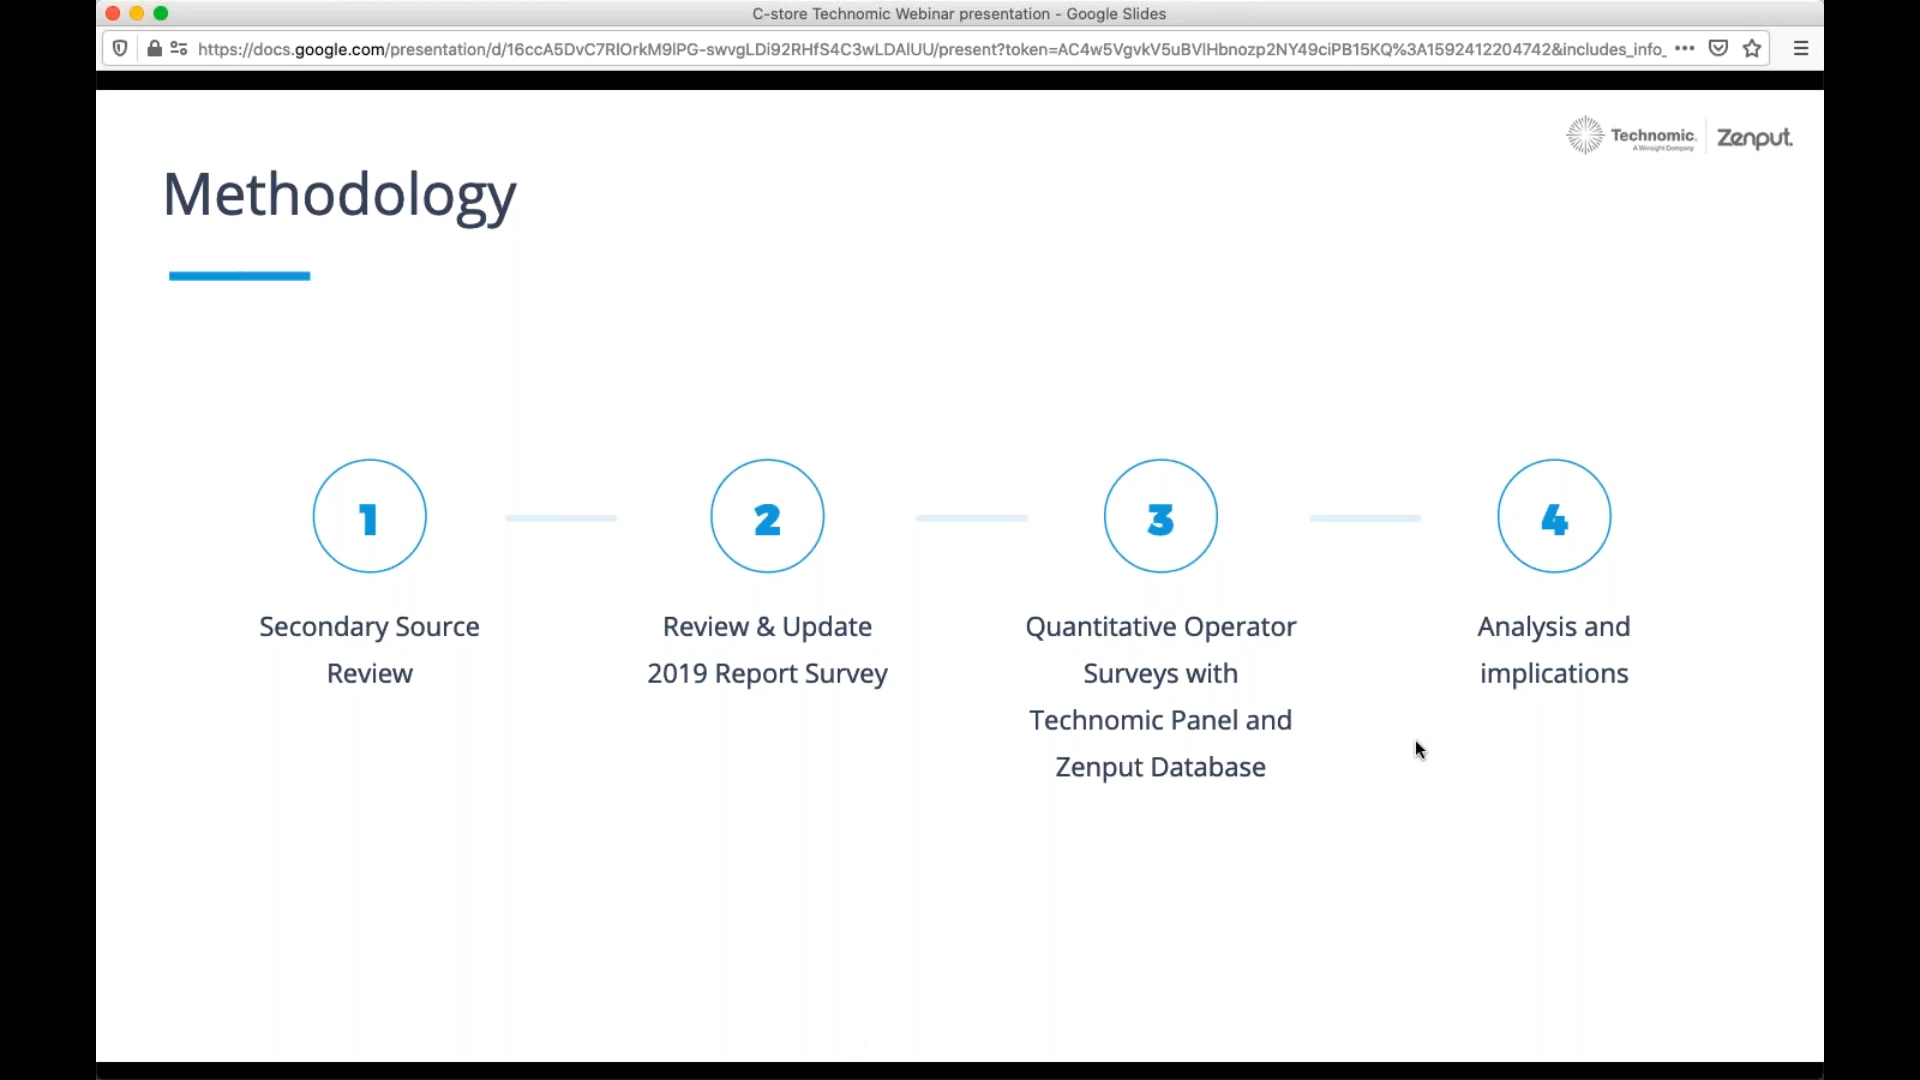 C-store Technomic Webinar presentation - Google Slides
https://docs.google.com/presentation/d/16ccA5DvC7RlOrkM9lPG-swvgLDi92RHfS4C3wLDAlUU/present?token=AC4w5VgvkV5uBVlHbnozp2NY49ciPB15KQ%3A1592412204742&includes_info_
Technomic.
A Winsight Company
Zenput.
Methodology
1
Secondary Source
Review
2
Review & Update
2019 Report Survey
3
Quantitative Operator
Surveys with
Technomic Panel and
Zenput Database
4
Analysis and
implications